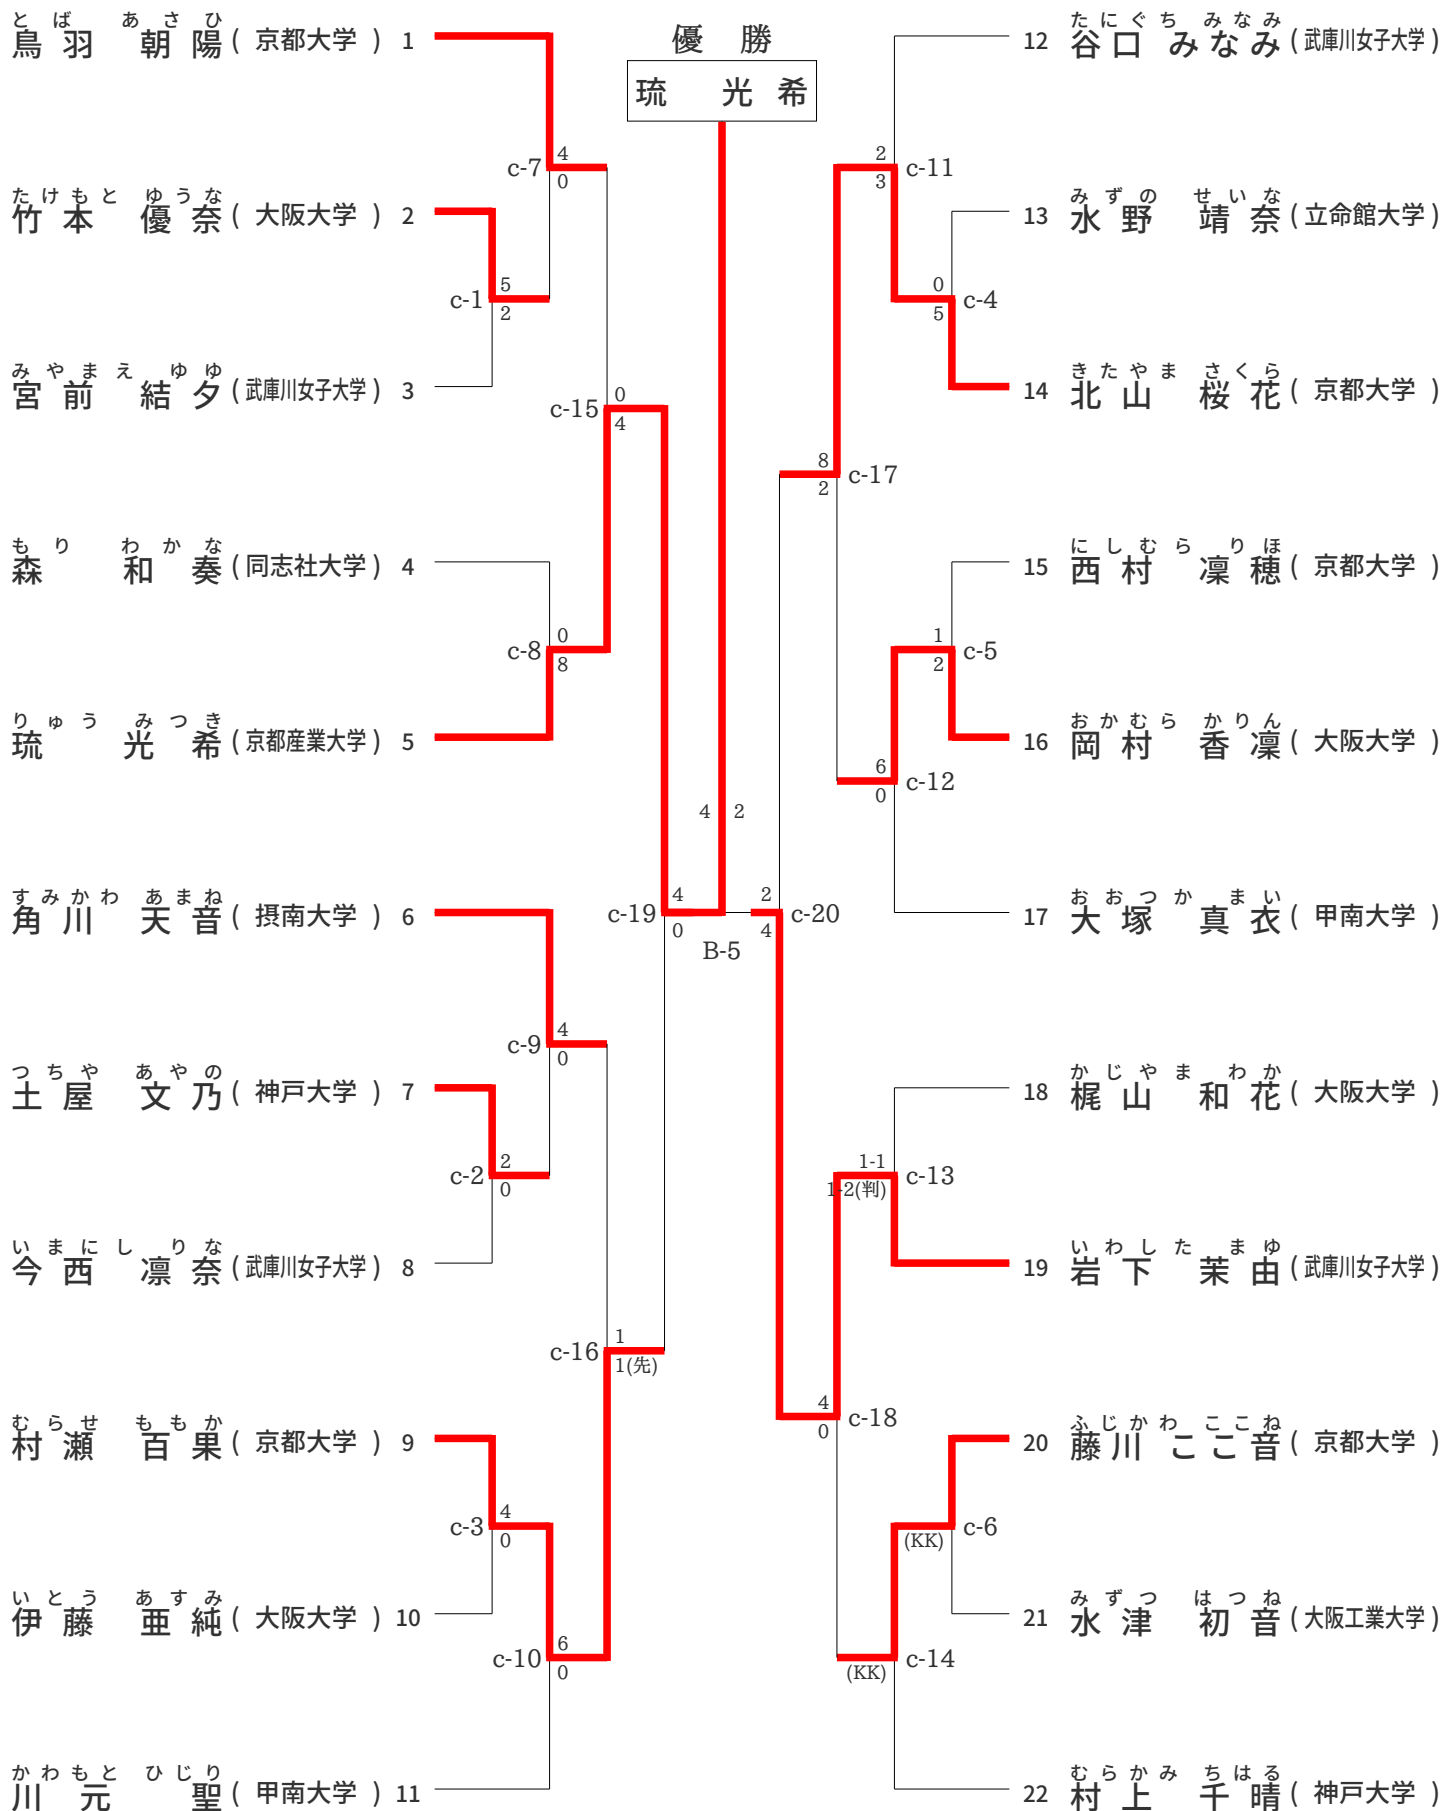 優 勝
琉 光 希
とば あさひ
鳥羽 朝陽 ( 京都大学 ) 1
c-7 4
0
たけもと ゆうな
竹本 優奈 ( 大阪大学 ) 2
c-1 5
2
みやまえ ゆゆ
宮前 結夕 ( 武庫川女子大学 ) 3
c-15 0
4
もり わかな
森 和奏 ( 同志社大学 ) 4
c-8 0
8
りゅう みつき
琉 光希 ( 京都産業大学 ) 5
4 2
すみかわ あまね
角川 天音 ( 摂南大学 ) 6
c-19 4
0
B-5
2 c-20
4
c-9 4
0
つちや あやの
土屋 文乃 ( 神戸大学 ) 7
c-2 2
0
いまにし りな
今西 凛奈 ( 武庫川女子大学 ) 8
c-16 1
1(先)
むらせ ももか
村瀬 百果 ( 京都大学 ) 9
c-3 4
0
いとう あすみ
伊藤 亜純 ( 大阪大学 ) 10
c-10 6
0
かわもと ひじり
川元 聖 ( 甲南大学 ) 11
たにぐち みなみ
12 谷口 みなみ ( 武庫川女子大学 )
2 c-11
3
みずの せいな
13 水野 靖奈 ( 立命館大学 )
0 c-4
5
きたやま さくら
14 北山 桜花 ( 京都大学 )
8 c-17
2
にしむら りほ
15 西村 凜穂 ( 京都大学 )
1 c-5
2
おかむら かりん
16 岡村 香凜 ( 大阪大学 )
6 c-12
0
おおつか まい
17 大塚 真衣 ( 甲南大学 )
かじやま わか
18 梶山 和花 ( 大阪大学 )
1-1 c-13
1-2(判)
いわした まゆ
19 岩下 茉由 ( 武庫川女子大学 )
4 c-18
0
ふじかわ ここね
20 藤川 ここ音 ( 京都大学 )
c-6
(KK)
みずつ はつね
21 水津 初音 ( 大阪工業大学 )
c-14
(KK)
むらかみ ちはる
22 村上 千晴 ( 神戸大学 )